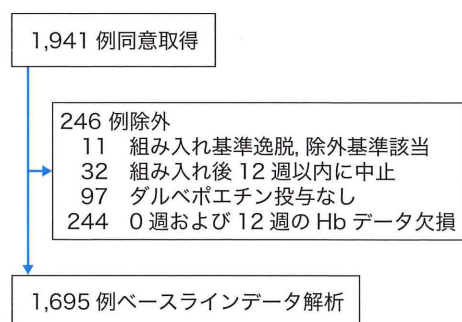 1,941 例同意取得
246 例除外
11 組み入れ基準逸脱, 除外基準該当
32 組み入れ後 12 週以内に中止
97 ダルベポエチン投与なし
244 0 週および 12 週の Hb データ欠損
1,695 例ベースラインデータ解析